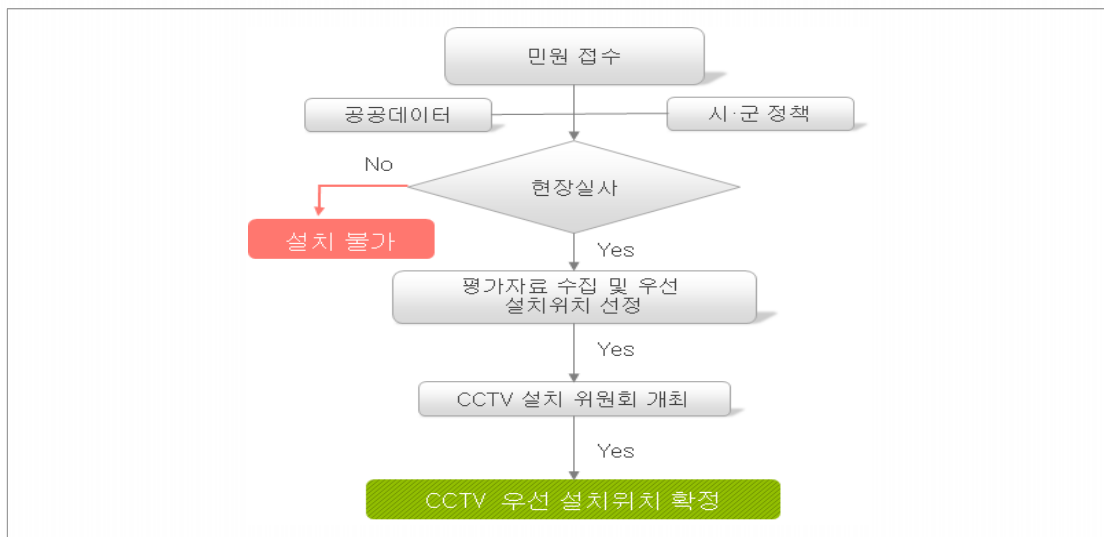 민원 접수
공공데이터
시·군 정책
현장실사
No
설치 불가
Yes
평가자료 수집 및 우선
설치위치 선정
Yes
CCTV 설치 위원회 개최
Yes
CCTV 우선 설치위치 확정